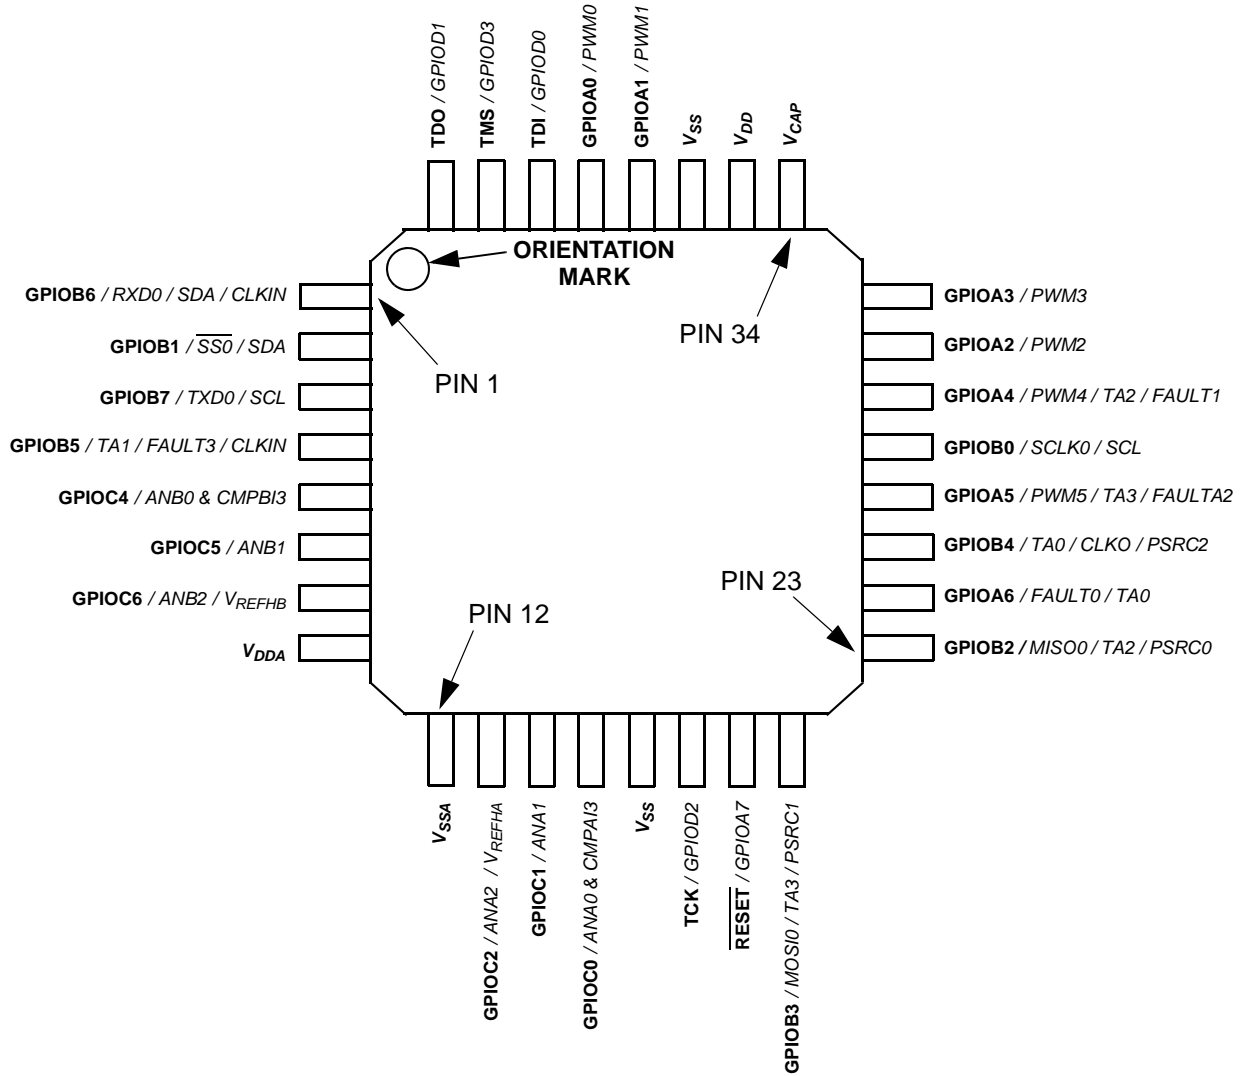 TDO / GPIOD1
TMS / GPIOD3
TDI / GPIOD0
GPIOA0 / PWM0
GPIOA1 / PWM1
VSS
VDD
VCAP
ORIENTATION
MARK
GPIOB6 / RXD0 / SDA / CLKIN
GPIOB1 / S̅S̅0̅ / SDA
GPIOB7 / TXD0 / SCL
GPIOB5 / TA1 / FAULT3 / CLKIN
GPIOC4 / ANB0 & CMPBI3
GPIOC5 / ANB1
GPIOC6 / ANB2 / VREFHB
VDDA
PIN 1
PIN 34
PIN 12
PIN 23
GPIOA3 / PWM3
GPIOA2 / PWM2
GPIOA4 / PWM4 / TA2 / FAULT1
GPIOB0 / SCLK0 / SCL
GPIOA5 / PWM5 / TA3 / FAULTA2
GPIOB4 / TA0 / CLKO / PSRC2
GPIOA6 / FAULT0 / TA0
GPIOB2 / MISO0 / TA2 / PSRC0
VSSA
GPIOC2 / ANA2 / VREFHA
GPIOC1 / ANA1
GPIOC0 / ANA0 & CMPAI3
VSS
TCK / GPIOD2
R̅E̅S̅E̅T̅ / GPIOA7
GPIOB3 / MOSI0 / TA3 / PSRC1